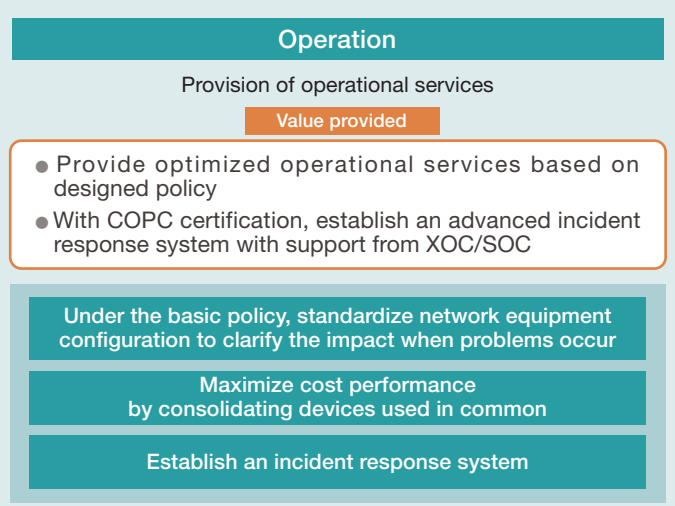 Operation
Provision of operational services
Value provided
● Provide optimized operational services based on
designed policy
● With COPC certification, establish an advanced incident
response system with support from XOC/SOC
Under the basic policy, standardize network equipment
configuration to clarify the impact when problems occur
Maximize cost performance
by consolidating devices used in common
Establish an incident response system